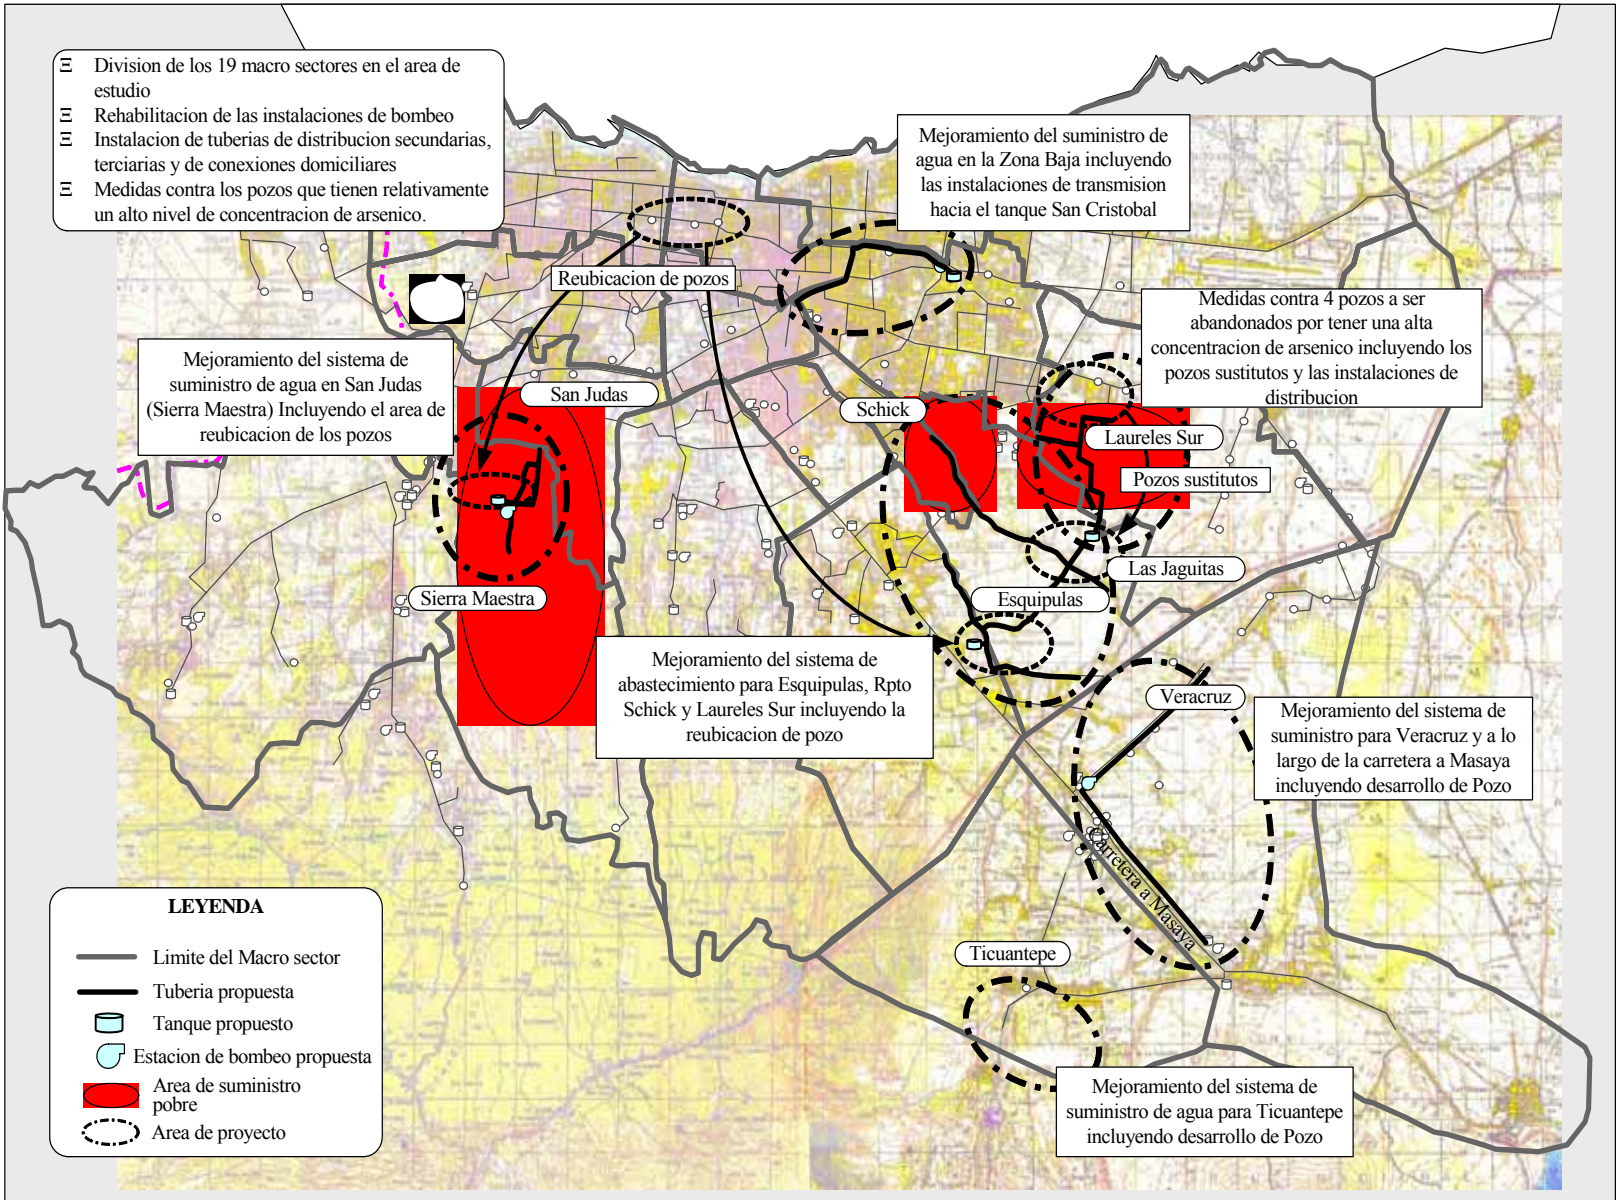 Ξ Division de los 19 macro sectores en el area de
estudio
Ξ Rehabilitacion de las instalaciones de bombeo
Ξ Instalacion de tuberias de distribucion secundarias,
terciarias y de conexiones domiciliares
Ξ Medidas contra los pozos que tienen relativamente
un alto nivel de concentracion de arsenico.
Mejoramiento del suministro de
agua en la Zona Baja incluyendo
las instalaciones de transmision
hacia el tanque San Cristobal
Reubicacion de pozos
Medidas contra 4 pozos a ser
abandonados por tener una alta
concentracion de arsenico incluyendo los
pozos sustitutos y las instalaciones de
distribucion
Mejoramiento del sistema de
suministro de agua en San Judas
(Sierra Maestra) Incluyendo el area de
reubicacion de los pozos
San Judas
Schick
Laureles Sur
Pozos sustitutos
Las Jaguitas
Sierra Maestra
Esquipulas
Mejoramiento del sistema de
abastecimiento para Esquipulas, Rpto
Schick y Laureles Sur incluyendo la
reubicacion de pozo
Veracruz
Mejoramiento del sistema de
suministro para Veracruz y a lo
largo de la carretera a Masaya
incluyendo desarrollo de Pozo
Carretera a Masaya
Ticuantepe
Mejoramiento del sistema de
suministro de agua para Ticuantepe
incluyendo desarrollo de Pozo
LEYENDA
Limite del Macro sector
Tuberia propuesta
Tanque propuesto
Estacion de bombeo propuesta
Area de suministro
pobre
Area de proyecto